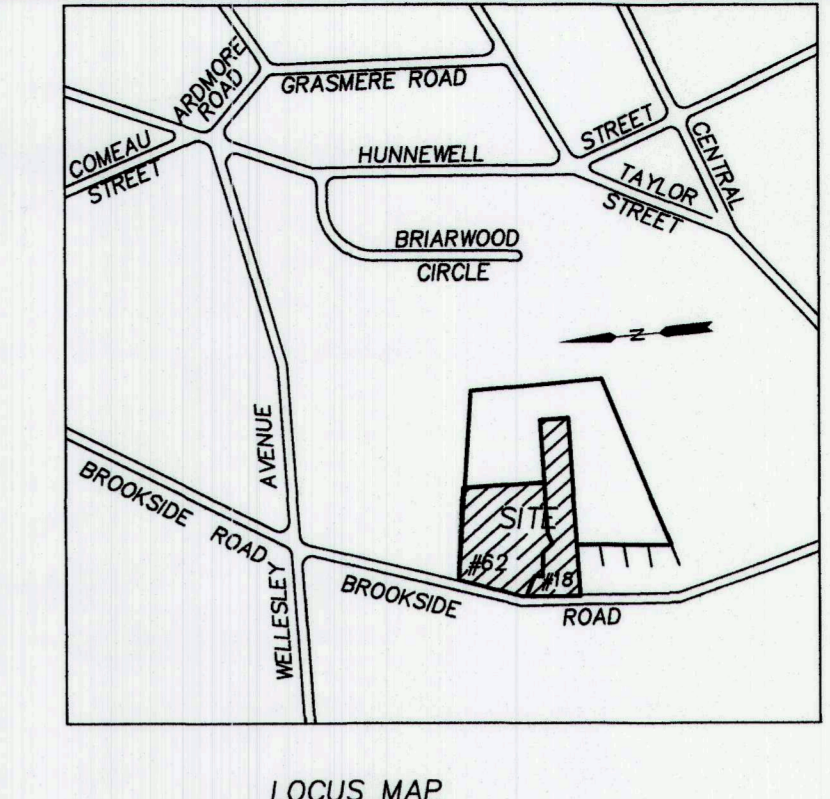 ARDMORE
ROAD
GRASMERE ROAD
COMEAU
STREET
HUNNEWELL
STREET
CENTRAL
TAYLOR
STREET
BRIARWOOD
CIRCLE
N
AVENUE
BROOKSIDE ROAD
SITE
#62
#18
WELLESLEY
BROOKSIDE
ROAD
LOCUS MAP